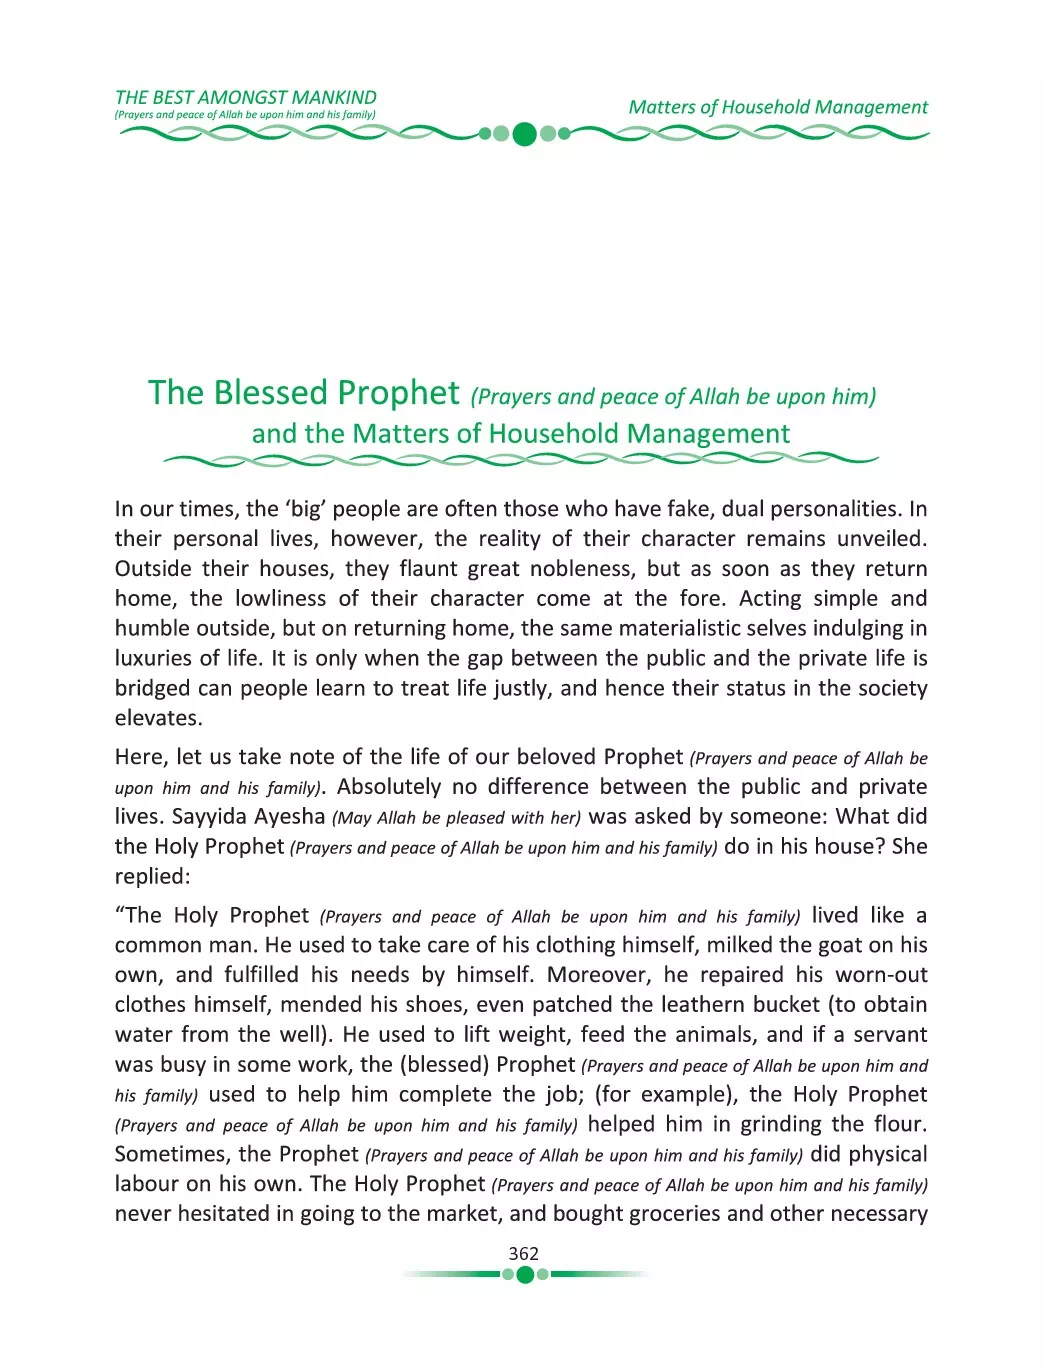 THE BEST AMONGST MANKIND
(Prayers and peace of Allah be upon him and his family)
Matters of Household Management
The Blessed Prophet (Prayers and peace of Allah be upon him)
and the Matters of Household Management
In our times, the ‘big’ people are often those who have fake, dual personalities. In
their personal lives, however, the reality of their character remains unveiled.
Outside their houses, they flaunt great nobleness, but as soon as they return
home, the lowliness of their character come at the fore. Acting simple and
humble outside, but on returning home, the same materialistic selves indulging in
luxuries of life. It is only when the gap between the public and the private life is
bridged can people learn to treat life justly, and hence their status in the society
elevates.
Here, let us take note of the life of our beloved Prophet (Prayers and peace of Allah be
upon him and his family). Absolutely no difference between the public and private
lives. Sayyida Ayesha (May Allah be pleased with her) was asked by someone: What did
the Holy Prophet (Prayers and peace of Allah be upon him and his family) do in his house? She
replied:
“The Holy Prophet (Prayers and peace of Allah be upon him and his family) lived like a
common man. He used to take care of his clothing himself, milked the goat on his
own, and fulfilled his needs by himself. Moreover, he repaired his worn-out
clothes himself, mended his shoes, even patched the leathern bucket (to obtain
water from the well). He used to lift weight, feed the animals, and if a servant
was busy in some work, the (blessed) Prophet (Prayers and peace of Allah be upon him and
his family) used to help him complete the job; (for example), the Holy Prophet
(Prayers and peace of Allah be upon him and his family) helped him in grinding the flour.
Sometimes, the Prophet (Prayers and peace of Allah be upon him and his family) did physical
labour on his own. The Holy Prophet (Prayers and peace of Allah be upon him and his family)
never hesitated in going to the market, and bought groceries and other necessary
362